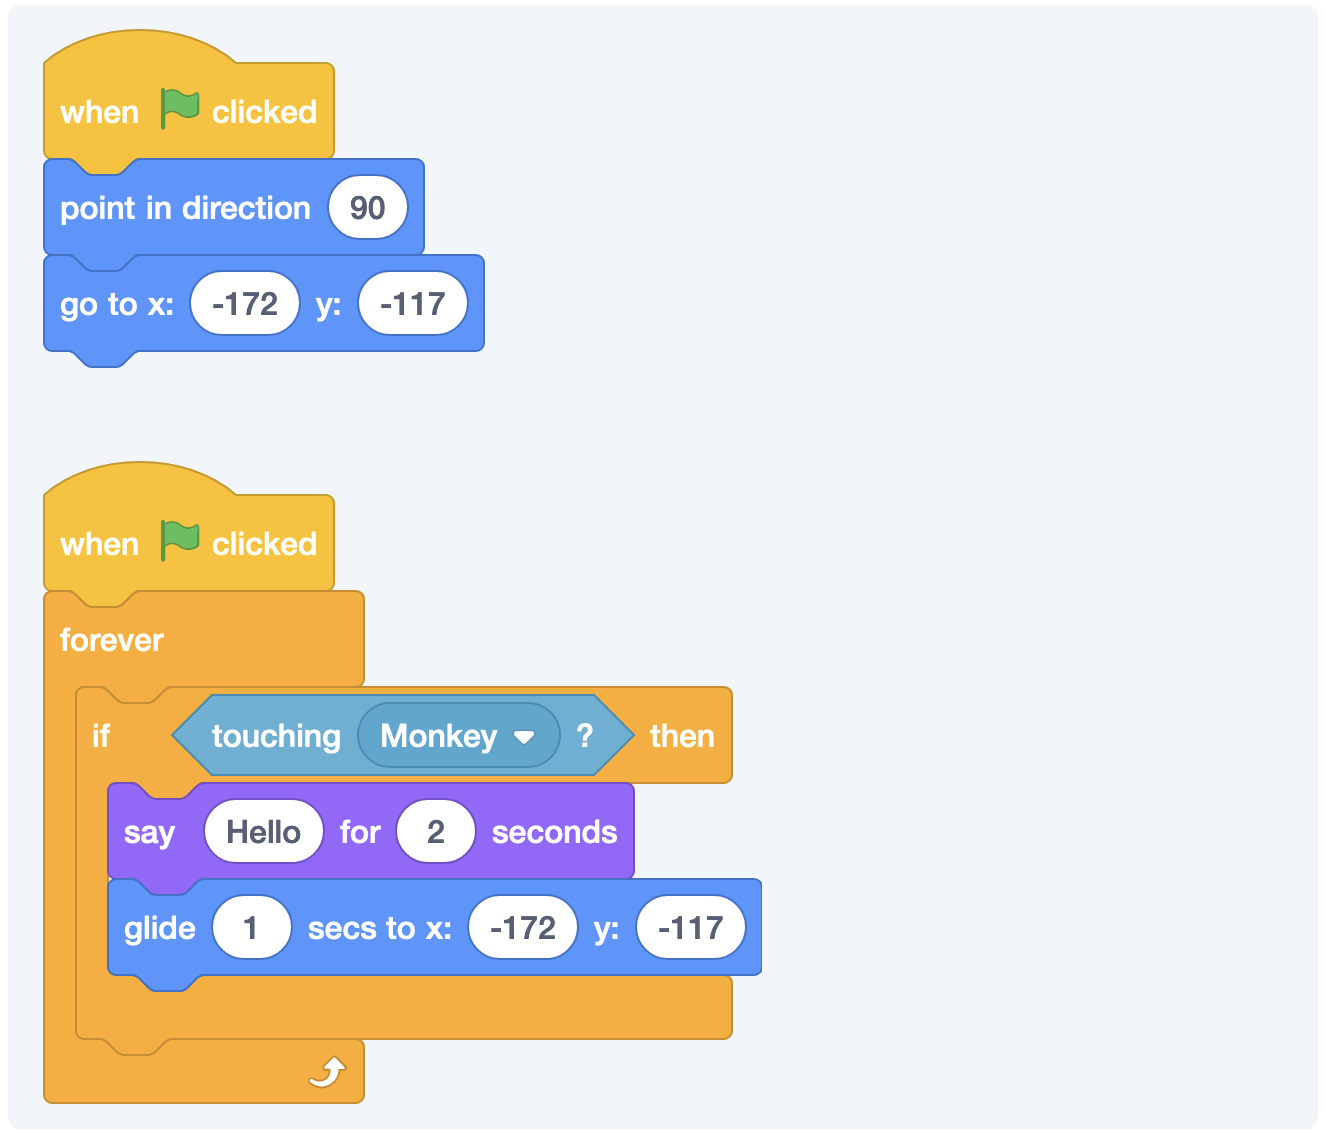 when clicked
point in direction 90
go to x: -172 y: -117
when clicked
forever
if touching Monkey ? then
say Hello for 2 seconds
glide 1 secs to x: -172 y: -117